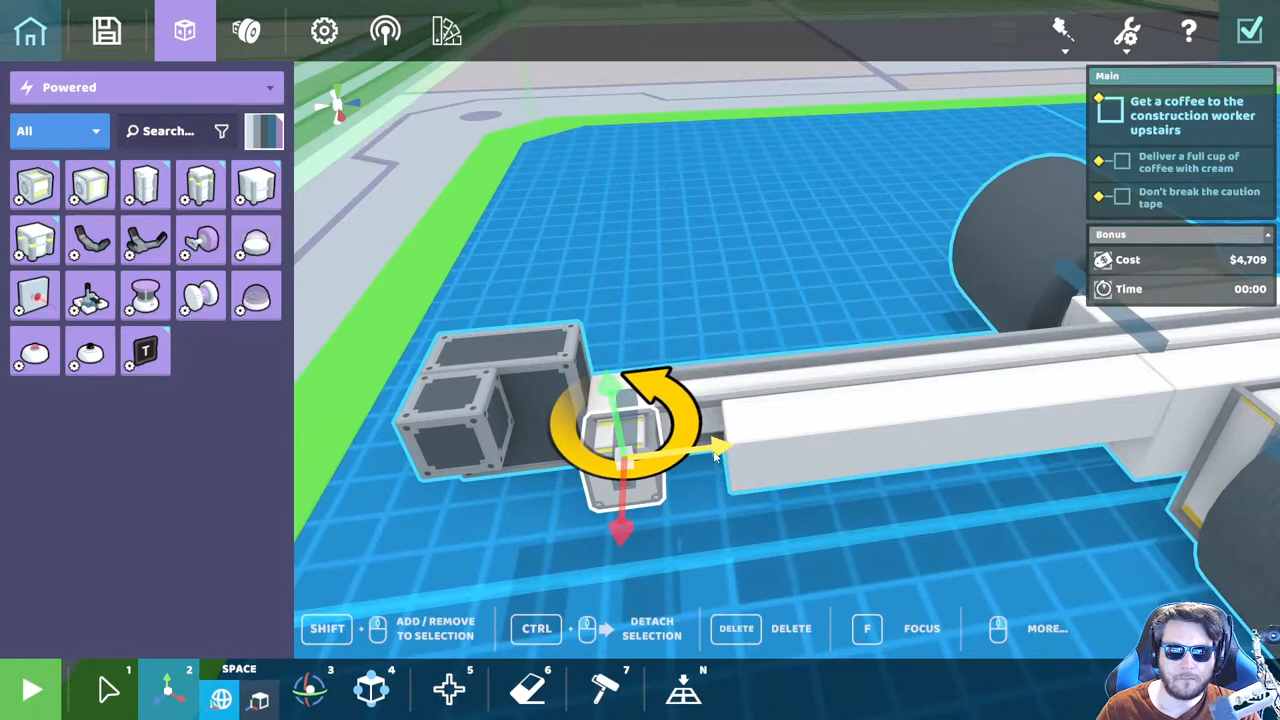 Powered
All
Search...
T
Main
Get a coffee to the
construction worker
upstairs
Deliver a full cup of
coffee with cream
Don't break the caution
tape
Bonus
Cost $4,709
Time 00:00
SHIFT + ADD / REMOVE
TO SELECTION
CTRL + DETACH
SELECTION
DELETE DELETE
F FOCUS
MORE...
1
2
SPACE
3
4
5
6
7
N